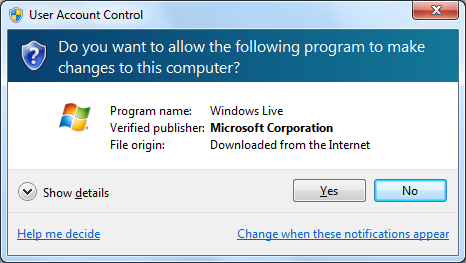 User Account Control
Do you want to allow the following program to make
changes to this computer?
Program name: Windows Live
Verified publisher: Microsoft Corporation
File origin: Downloaded from the Internet
Show details
Yes
No
Help me decide
Change when these notifications appear